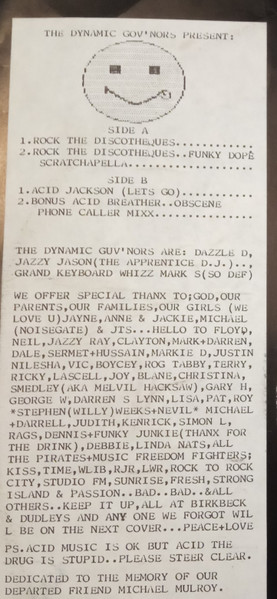 THE DYNAMIC GOV'NORS PRESENT:
SIDE A
1.ROCK THE DISCOTHEQUES............
2.ROCK THE DISCOTHEQUES..FUNKY DOPE
SCRATCHAPELLA..................
SIDE B
1.ACID JACKSON (LETS GO)...........
2.BONUS ACID BREATHER..OBSCENE
PHONE CALLER MIXX..............
THE DYNAMIC GUV'NORS ARE: DAZZLE D,
JAZZY JASON(THE APPRENTICE D.J.)...
GRAND KEYBOARD WHIZZ MARK S(SO DEF)
WE OFFER SPECIAL THANX TO;GOD,OUR
PARENTS,OUR FAMILIES,OUR GIRLS (WE
LOVE U)JAYNE,ANNE & JACKIE,MICHAEL
(NOISEGATE) & JTS...HELLO TO FLOYD,
NEIL,JAZZY RAY,CLAYTON,MARK+DARREN,
DALE,SERMET+HUSSAIN,MARKIE D,JUSTIN
NILESHA,VIC,BOYCEY,ROG TABBY,TERRY,
RICKY,LASCELL,JOY,BLANE,CHRISTINA,
SMEDLEY(AKA MELVIL HACKSAW),GARY H,
GEORGE W,DARREN S LYNN,LISA,PAT,ROY
*STEPHEN(WILLY)WEEKS+NEVIL* MICHAEL
+DARRELL,JUDITH,KENRICK,SIMON L,
RAGS,DENNIS+FUNKY JUNKIE(THANX FOR
THE DRINK),DEBBIE,LINDA NATS,ALL
THE PIRATES+MUSIC FREEDOM FIGHTERS;
KISS,TIME,WLIB,RJR,LWR,ROCK TO ROCK
CITY,STUDIO FM,SUNRISE,FRESH,STRONG
ISLAND & PASSION..BAD..BAD..&ALL
OTHERS..KEEP IT UP,ALL AT BIRKBECK
& DUDLEYS AND ANY ONE WE FORGOT WIL
L BE ON THE NEXT COVER...PEACE+LOVE
PS.ACID MUSIC IS OK BUT ACID THE
DRUG IS STUPID..PLEASE STEER CLEAR.
DEDICATED TO THE MEMORY OF OUR
DEPARTED FRIEND MICHAEL MULROY.